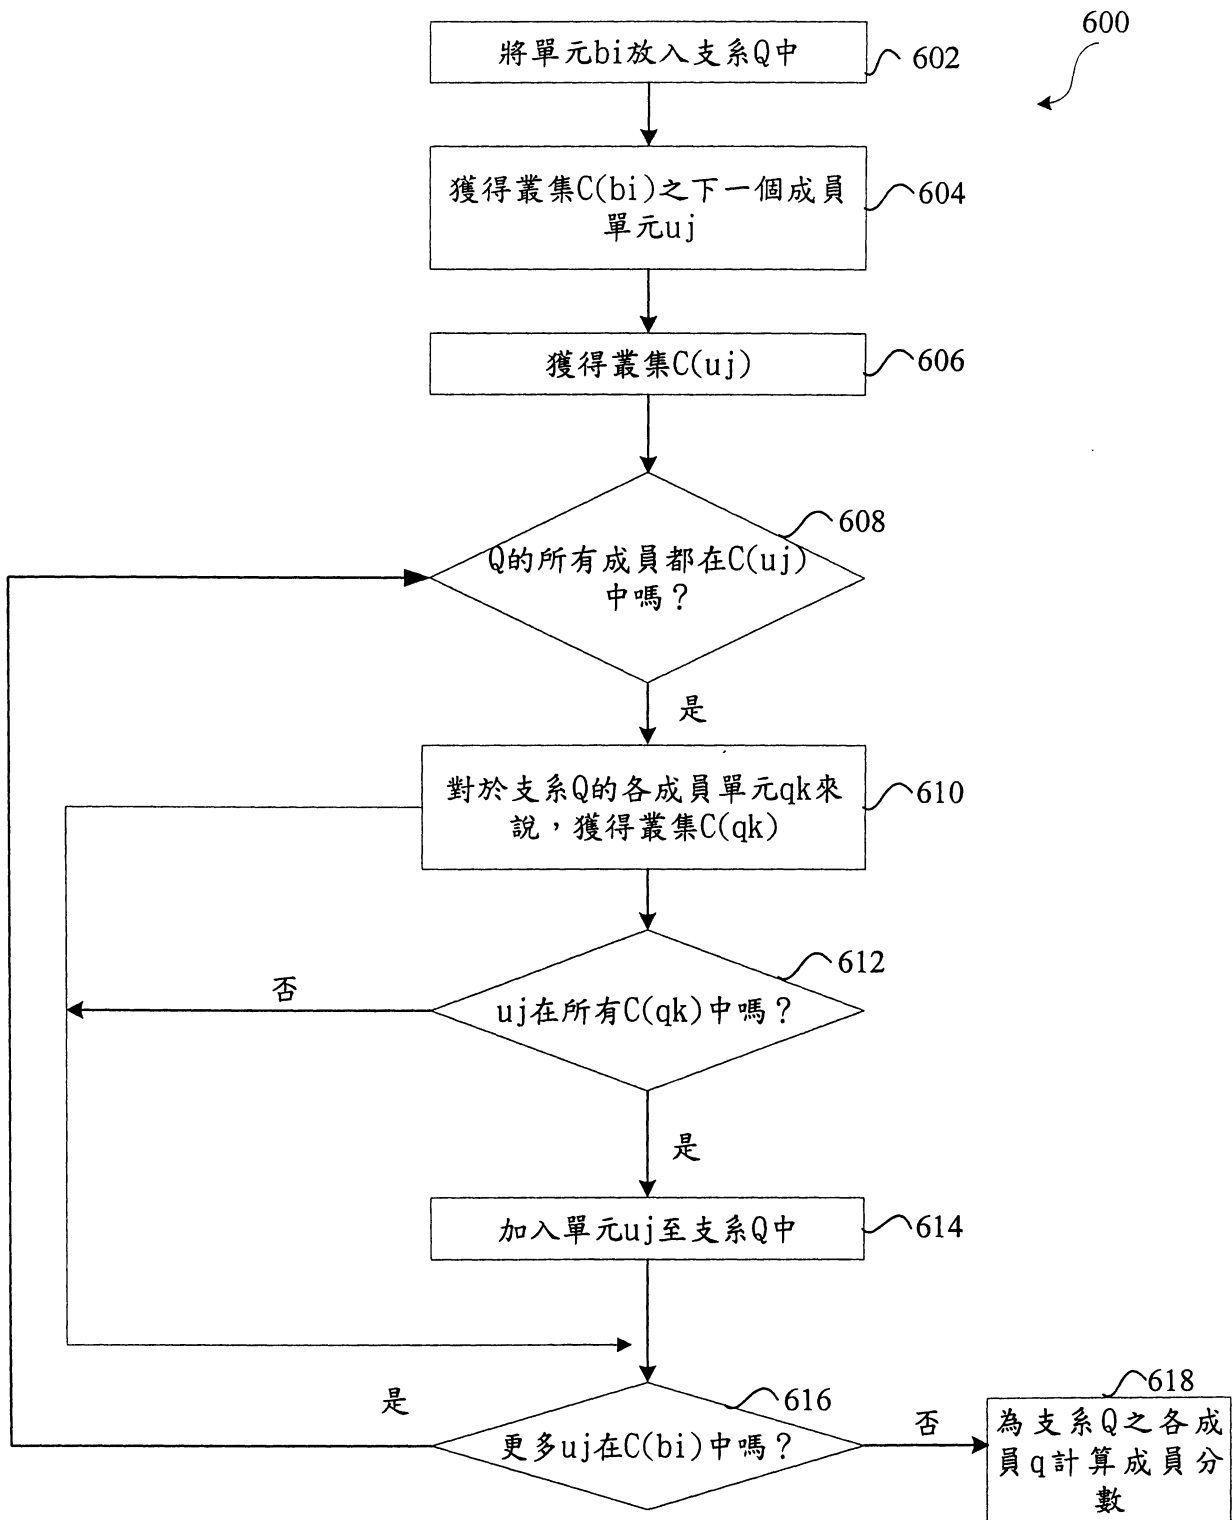 600
將單元bi放入支系Q中
602
獲得叢集C(bi)之下一個成員
單元uj
604
獲得叢集C(uj)
606
608
Q的所有成員都在C(uj)
中嗎？
是
對於支系Q的各成員單元qk來
說，獲得叢集C(qk)
610
612
否
uj在所有C(qk)中嗎？
是
加入單元uj至支系Q中
614
是
616
更多uj在C(bi)中嗎？
否
618
為支系Q之各成
員q計算成員分
數